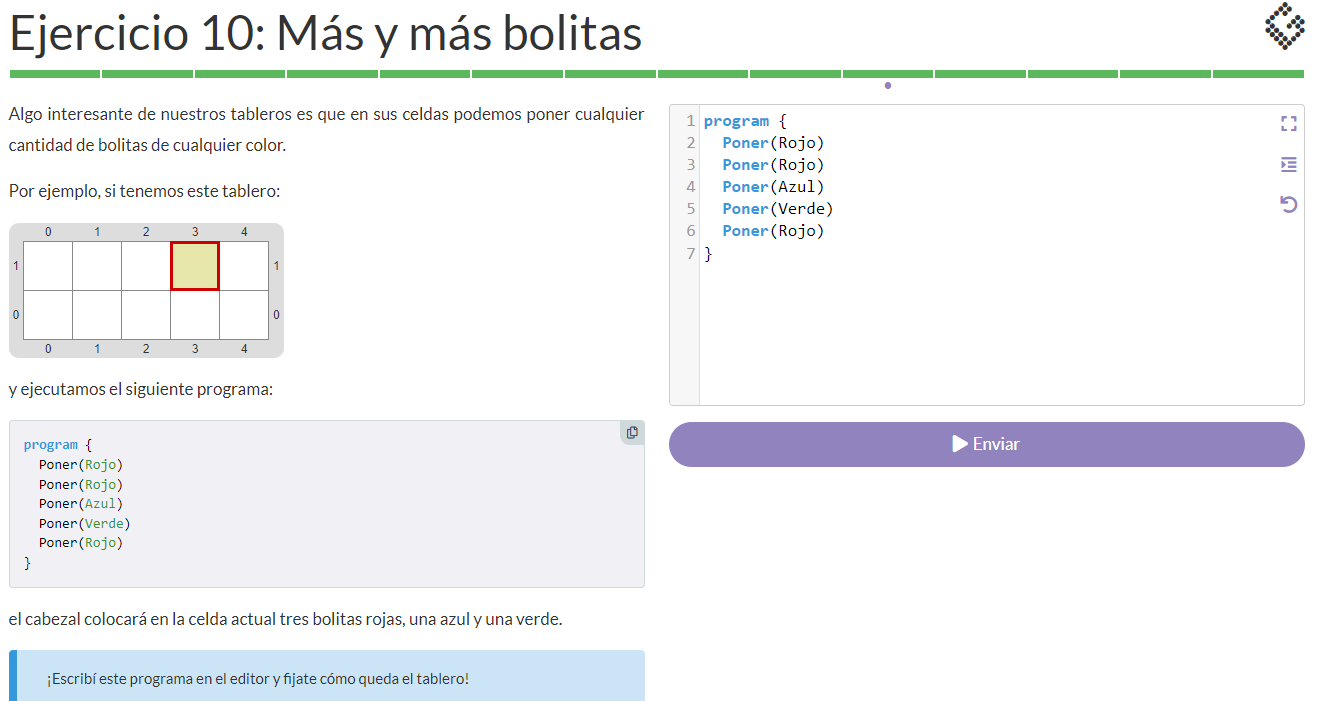 Ejercicio 10: Más y más bolitas
Algo interesante de nuestros tableros es que en sus celdas podemos poner cualquier
cantidad de bolitas de cualquier color.
Por ejemplo, si tenemos este tablero:
0 1 2 3 4
1 1
0 0
0 1 2 3 4
y ejecutamos el siguiente programa:
program {
  Poner(Rojo)
  Poner(Rojo)
  Poner(Azul)
  Poner(Verde)
  Poner(Rojo)
}
el cabezal colocará en la celda actual tres bolitas rojas, una azul y una verde.
¡Escribí este programa en el editor y fijate cómo queda el tablero!
1 program {
2   Poner(Rojo)
3   Poner(Rojo)
4   Poner(Azul)
5   Poner(Verde)
6   Poner(Rojo)
7 }
Enviar